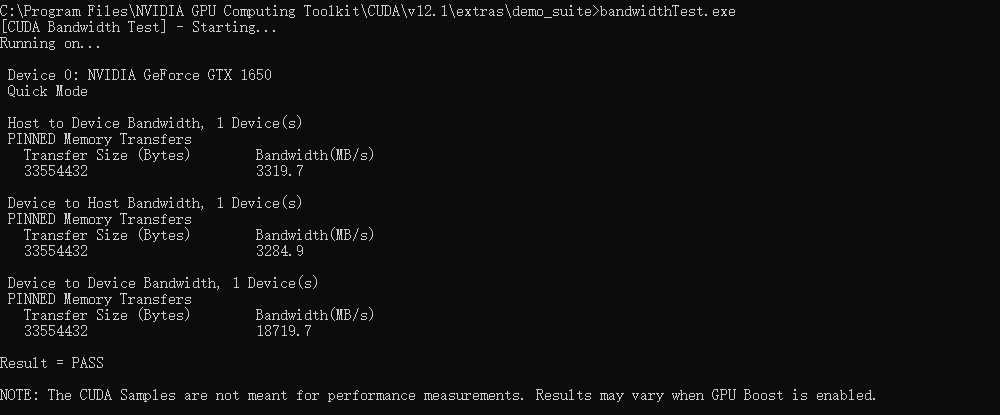 C:\Program Files\NVIDIA GPU Computing Toolkit\CUDA\v12.1\extras\demo_suite>bandwidthTest.exe
[CUDA Bandwidth Test] - Starting...
Running on...
Device 0: NVIDIA GeForce GTX 1650
Quick Mode
Host to Device Bandwidth, 1 Device(s)
PINNED Memory Transfers
Transfer Size (Bytes) Bandwidth(MB/s)
33554432 3319.7
Device to Host Bandwidth, 1 Device(s)
PINNED Memory Transfers
Transfer Size (Bytes) Bandwidth(MB/s)
33554432 3284.9
Device to Device Bandwidth, 1 Device(s)
PINNED Memory Transfers
Transfer Size (Bytes) Bandwidth(MB/s)
33554432 18719.7
Result = PASS
NOTE: The CUDA Samples are not meant for performance measurements. Results may vary when GPU Boost is enabled.